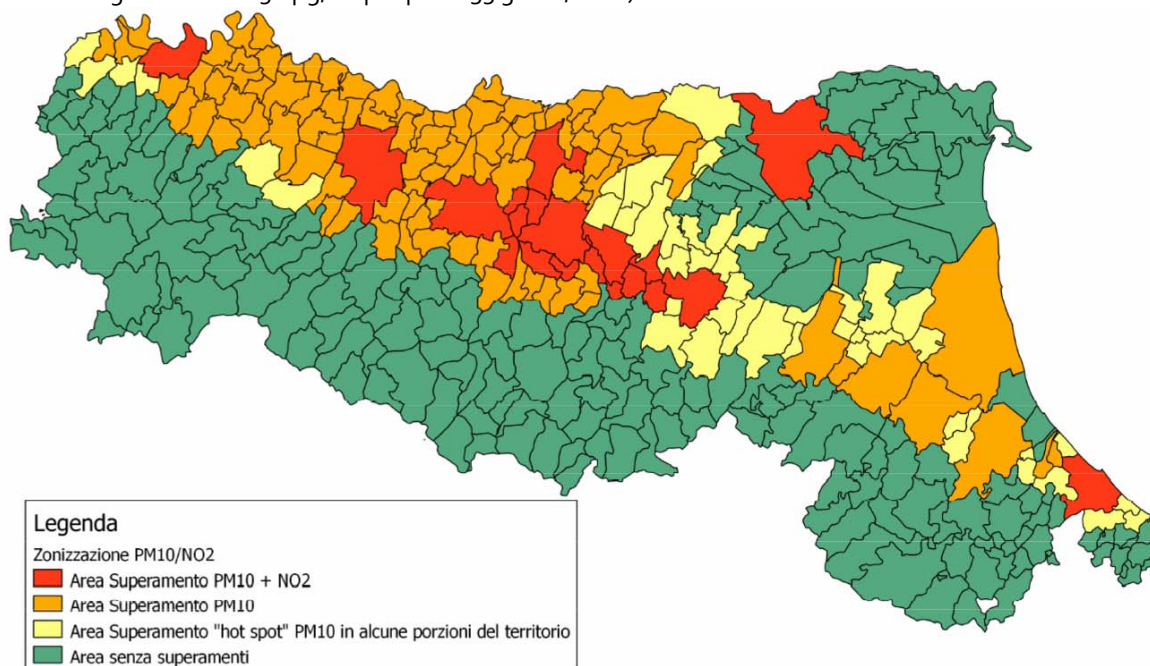 Legenda
Zonizzazione PM10/NO2
Area Superamento PM10 + NO2
Area Superamento PM10
Area Superamento "hot spot" PM10 in alcune porzioni del territorio
Area senza superamenti